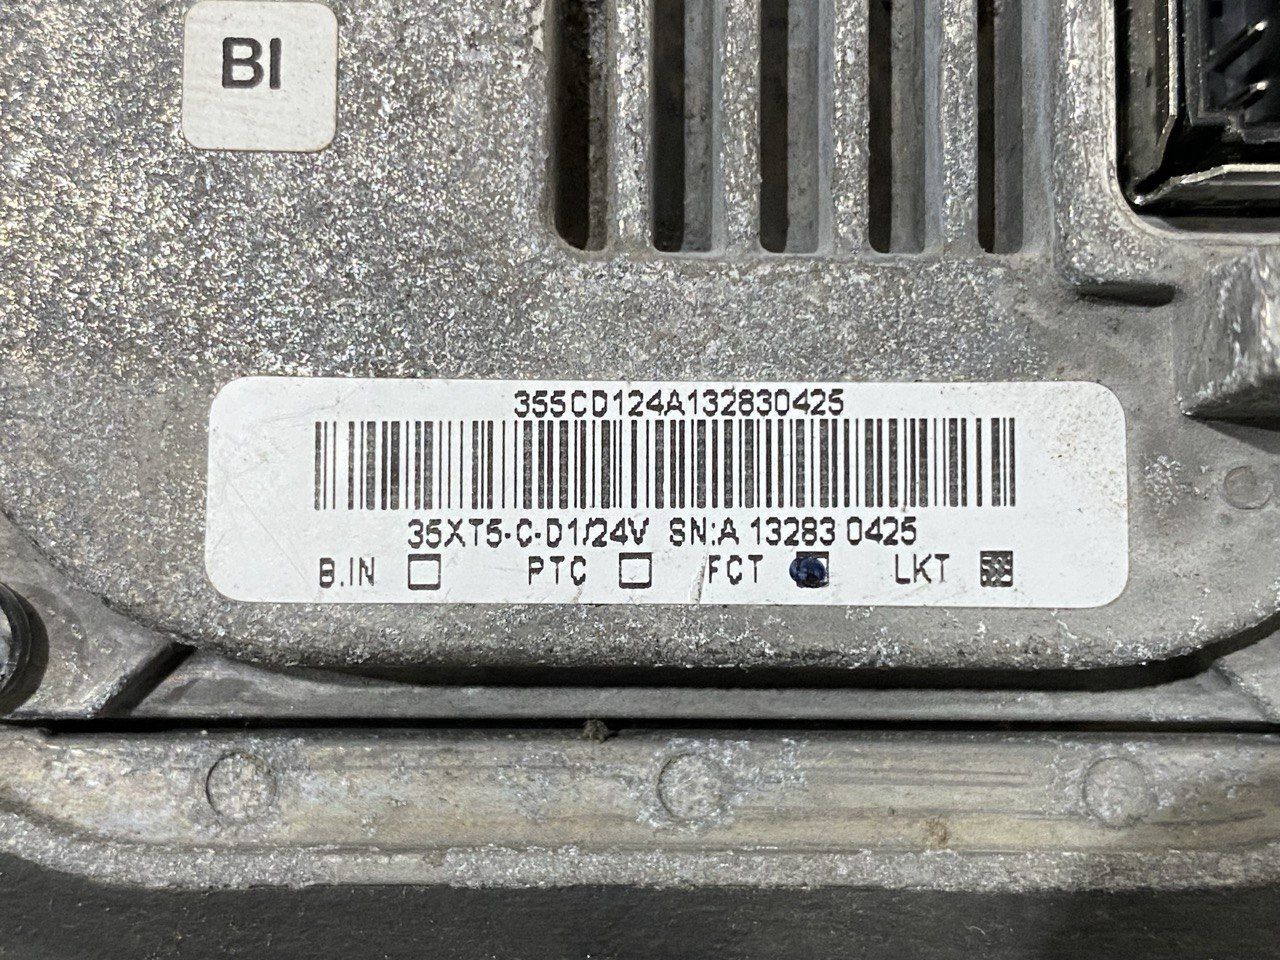 BI
355CD124A132830425
35XT5-C-D1/24V SN:A 13283 0425
B.IN PTC FCT LKT